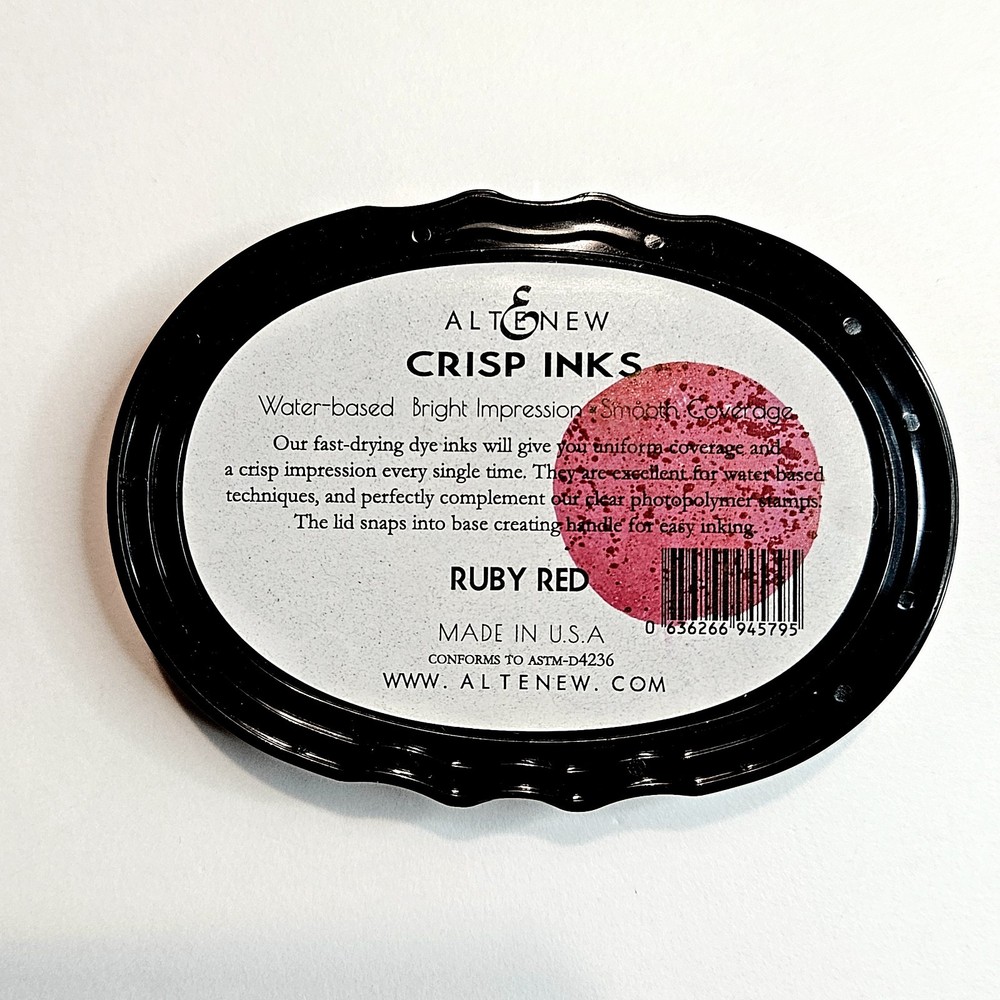 ALTENEW
CRISP INKS
Water-based Bright Impression Smooth Coverage
Our fast-drying dye inks will give you uniform coverage and
a crisp impression every single time. They are excellent for water based
techniques, and perfectly complement our clear photopolymer stamps.
The lid snaps into base creating handle for easy inking.
RUBY RED
0 636266 945795
MADE IN U.S.A
CONFORMS TO ASTM-D4236
WWW. ALTENEW. COM